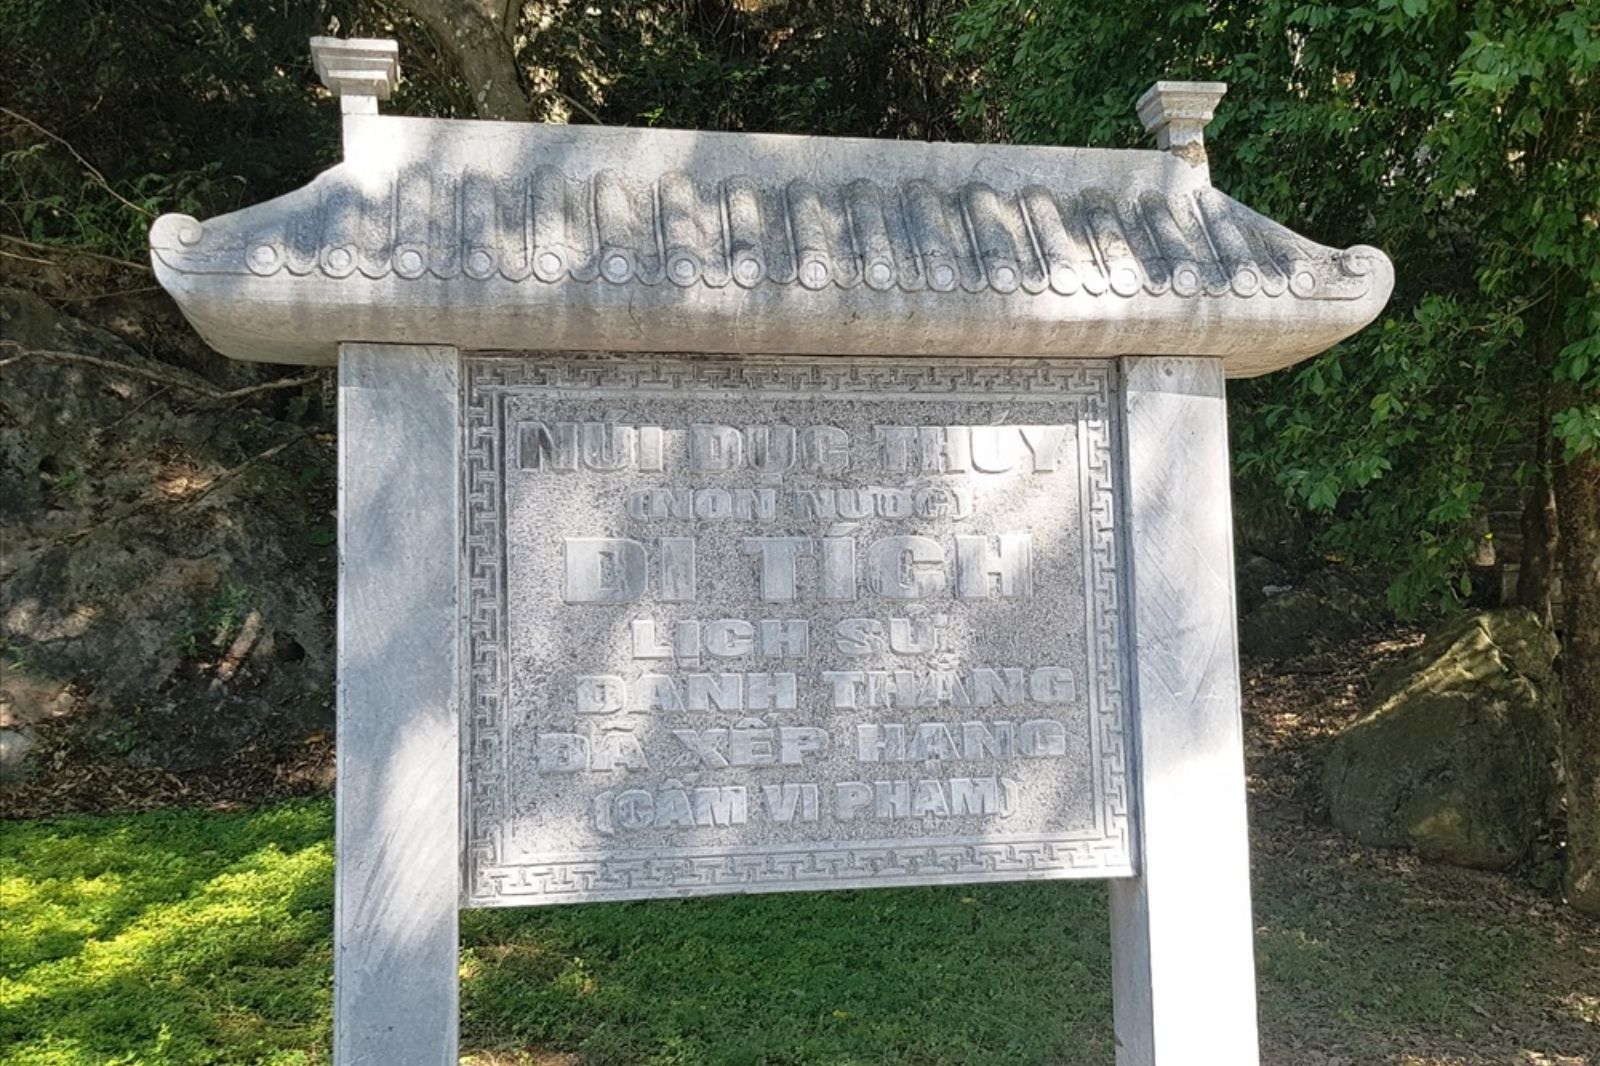 NÚI DỤC THÚY
(NON NƯỚC)
DI TÍCH
LỊCH SỬ
DANH THẮNG
ĐÃ XẾP HẠNG
(CẤM VI PHẠM)